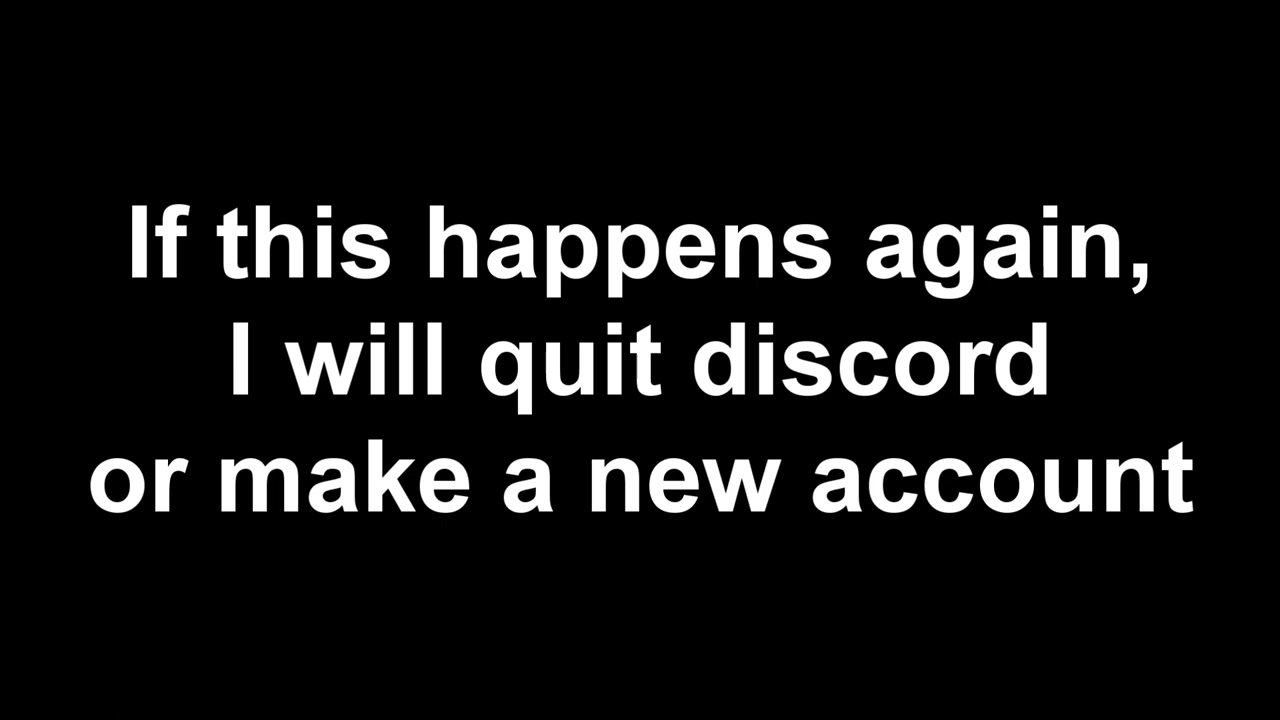 If this happens again,
I will quit discord
or make a new account